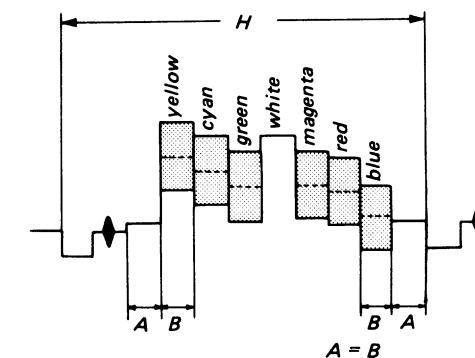 H
yellow
cyan
green
white
magenta
red
blue
A
B
B
A
A = B